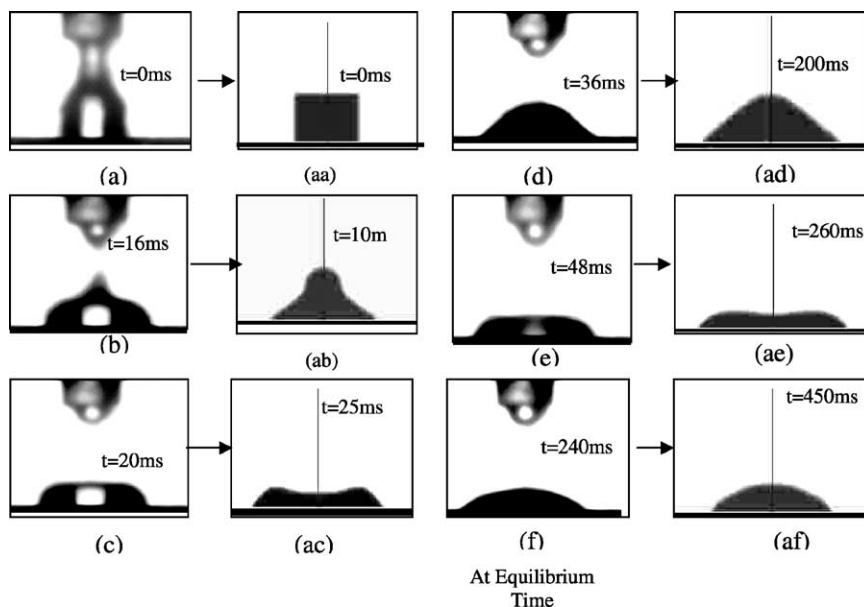 t=0ms
t=0ms
(a)
(aa)
t=36ms
t=200ms
(d)
(ad)
t=16ms
t=10m
(b)
(ab)
t=48ms
t=260ms
(e)
(ae)
t=20ms
t=25ms
(c)
(ac)
t=240ms
t=450ms
(f)
(af)
At Equilibrium
Time